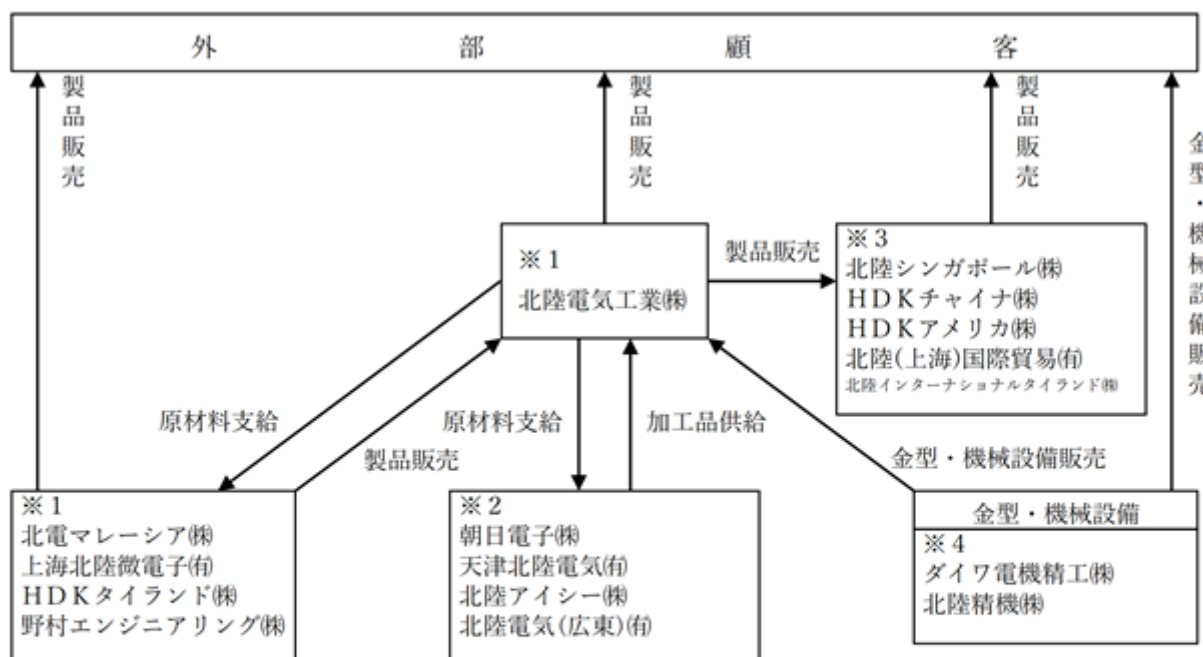 外部顧客
製品販売
製品販売
製品販売
金型・機械設備販売
※1
北陸電気工業㈱
製品販売
※3
北陸シンガポール㈱
HDKチャイナ㈱
HDKアメリカ㈱
北陸(上海)国際貿易㈲
北陸インターナショナルタイランド㈱
原材料支給
製品販売
原材料支給
加工品供給
金型・機械設備販売
※1
北電マレーシア㈱
上海北陸微電子㈲
HDKタイランド㈱
野村エンジニアリング㈱
※2
朝日電子㈱
天津北陸電気㈲
北陸アイシー㈱
北陸電気(広東)㈲
金型・機械設備
※4
ダイワ電機精工㈱
北陸精機㈱